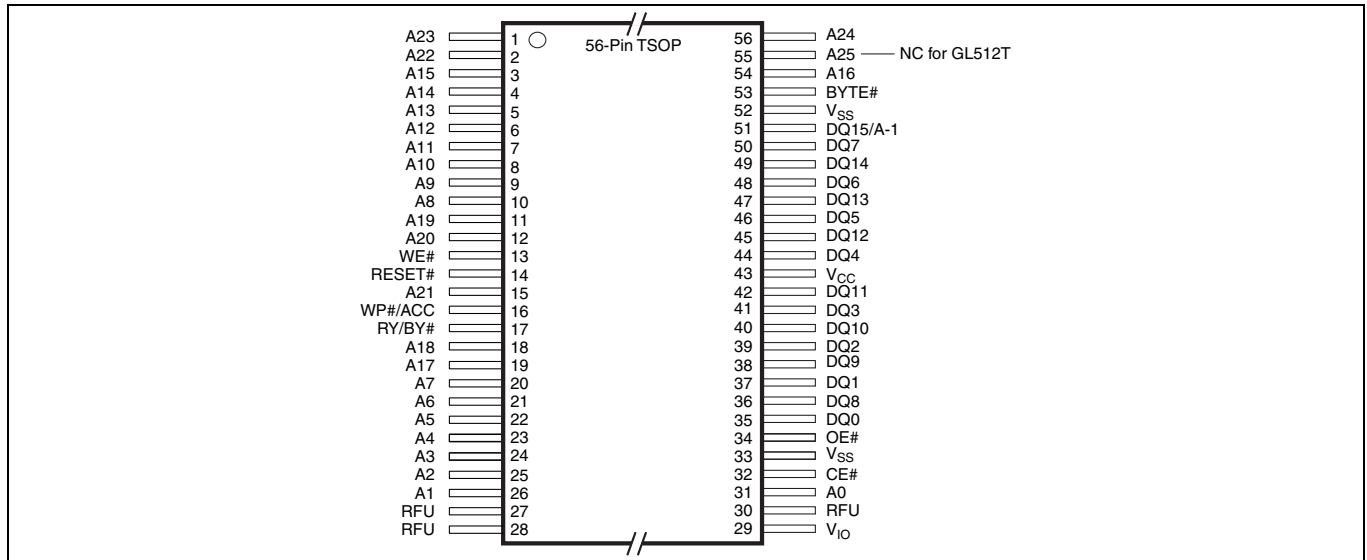 56-Pin TSOP
A23 1
A22 2
A15 3
A14 4
A13 5
A12 6
A11 7
A10 8
A9 9
A8 10
A19 11
A20 12
WE# 13
RESET# 14
A21 15
WP#/ACC 16
RY/BY# 17
A18 18
A17 19
A7 20
A6 21
A5 22
A4 23
A3 24
A2 25
A1 26
RFU 27
RFU 28
56 A24
55 A25 NC for GL512T
54 A16
53 BYTE#
52 VSS
51 DQ15/A-1
50 DQ7
49 DQ14
48 DQ6
47 DQ13
46 DQ5
45 DQ12
44 DQ4
43 VCC
42 DQ11
41 DQ3
40 DQ10
39 DQ2
38 DQ9
37 DQ1
36 DQ8
35 DQ0
34 OE#
33 VSS
32 CE#
31 A0
30 RFU
29 VIO